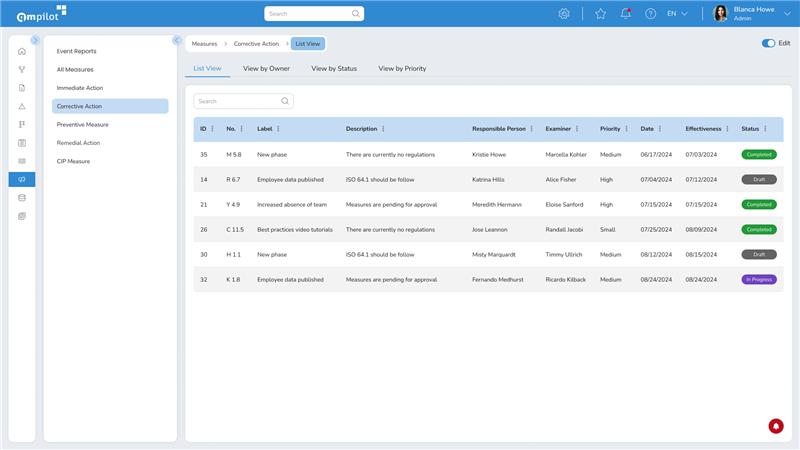 qmpilot
Search
EN
Blanca Howe
Admin
Event Reports
All Measures
Immediate Action
Corrective Action
Preventive Measure
Remedial Action
CIP Measure
Measures > Corrective Action > List View
Edit
List View View by Owner View by Status View by Priority
Search
ID No. Label Description Responsible Person Examiner Priority Date Effectiveness Status
35 M 5.8 New phase There are currently no regulations Kristie Howe Marcella Kohler Medium 06/17/2024 07/03/2024 Completed
14 R 6.7 Employee data published ISO 64.1 should be follow Katrina Hills Alice Fisher High 07/04/2024 07/12/2024 Draft
21 Y 4.9 Increased absence of team Measures are pending for approval Meredith Hermann Eloise Sanford High 07/15/2024 07/15/2024 Completed
26 C 11.5 Best practices video tutorials There are currently no regulations Jose Leannon Randall Jacobi Small 07/25/2024 08/09/2024 Completed
30 H 1.1 New phase ISO 64.1 should be follow Misty Marquardt Timmy Ullrich Medium 08/12/2024 08/15/2024 Draft
32 K 1.8 Employee data published Measures are pending for approval Fernando Medhurst Ricardo Kilback Medium 08/24/2024 08/24/2024 In Progress